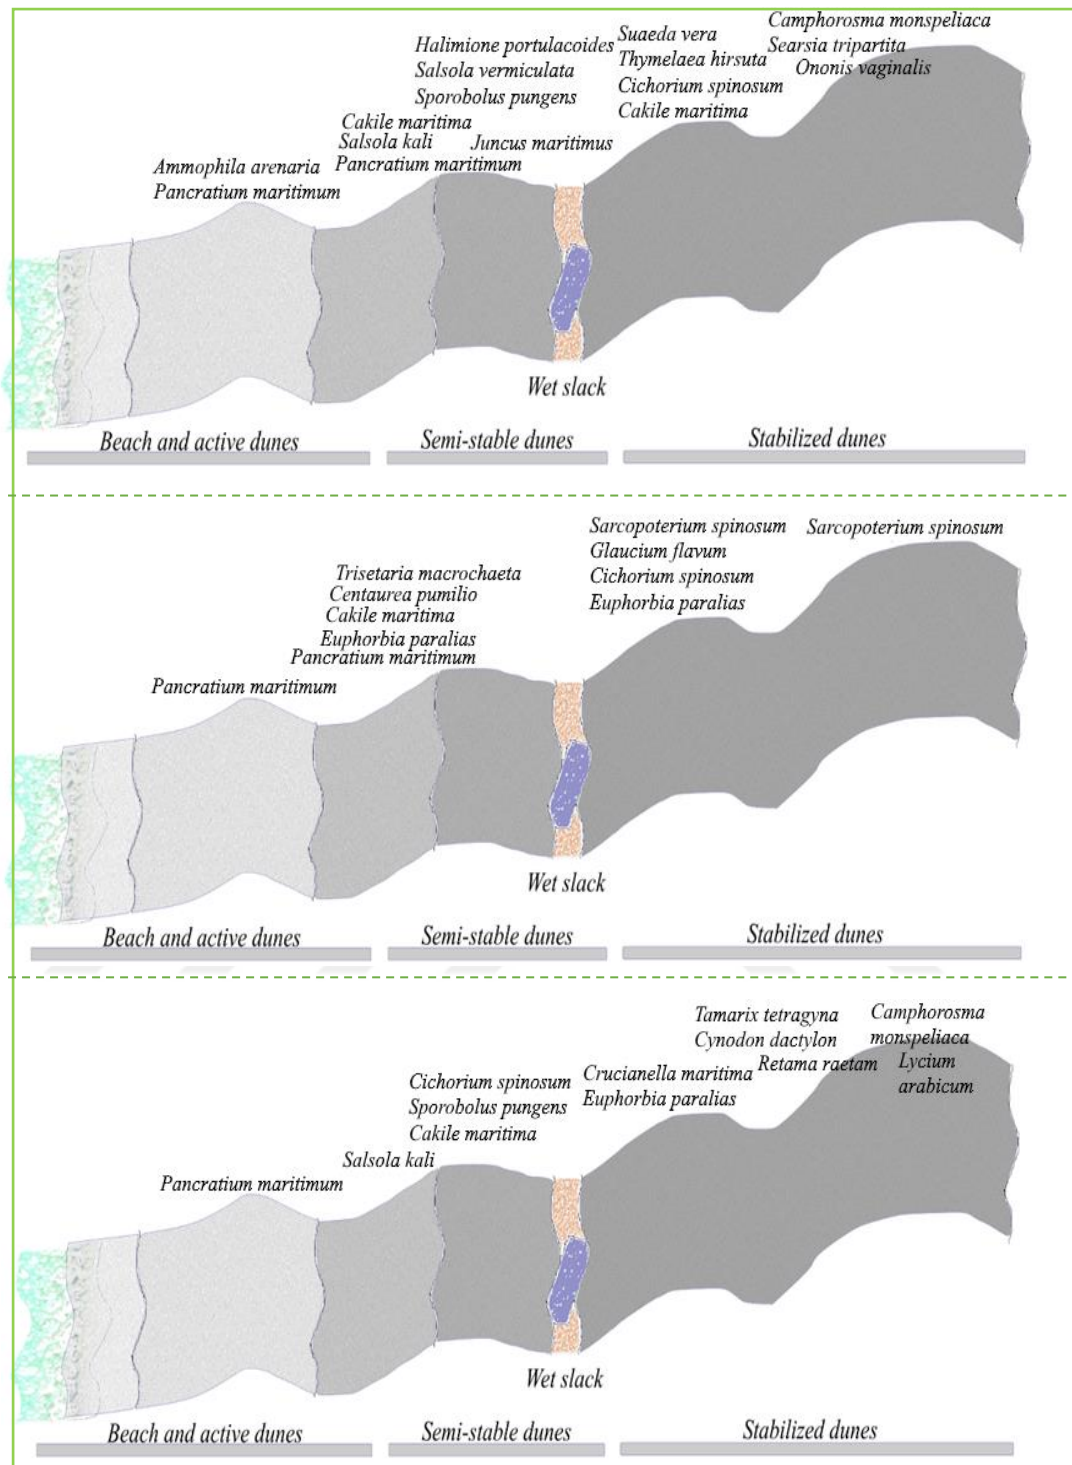 Camphorosma monspeliaca
Searsia tripartita
Ononis vaginalis
Suaeda vera
Thymelaea hirsuta
Cichorium spinosum
Cakile maritima
Halimione portulacoides
Salsola vermiculata
Sporobolus pungens
Cakile maritima
Salsola kali
Juncus maritimus
Pancratium maritimum
Ammophila arenaria
Pancratium maritimum
Wet slack
Beach and active dunes
Semi-stable dunes
Stabilized dunes
Sarcopoterium spinosum
Glaucium flavum
Cichorium spinosum
Euphorbia paralias
Sarcopoterium spinosum
Trisetaria macrochaeta
Centaurea pumilio
Cakile maritima
Euphorbia paralias
Pancratium maritimum
Pancratium maritimum
Wet slack
Beach and active dunes
Semi-stable dunes
Stabilized dunes
Tamarix tetragyna
Cynodon dactylon
Retama raetam
Camphorosma
monspeliaca
Lycium
arabicum
Crucianella maritima
Euphorbia paralias
Cichorium spinosum
Sporobolus pungens
Cakile maritima
Salsola kali
Pancratium maritimum
Wet slack
Beach and active dunes
Semi-stable dunes
Stabilized dunes